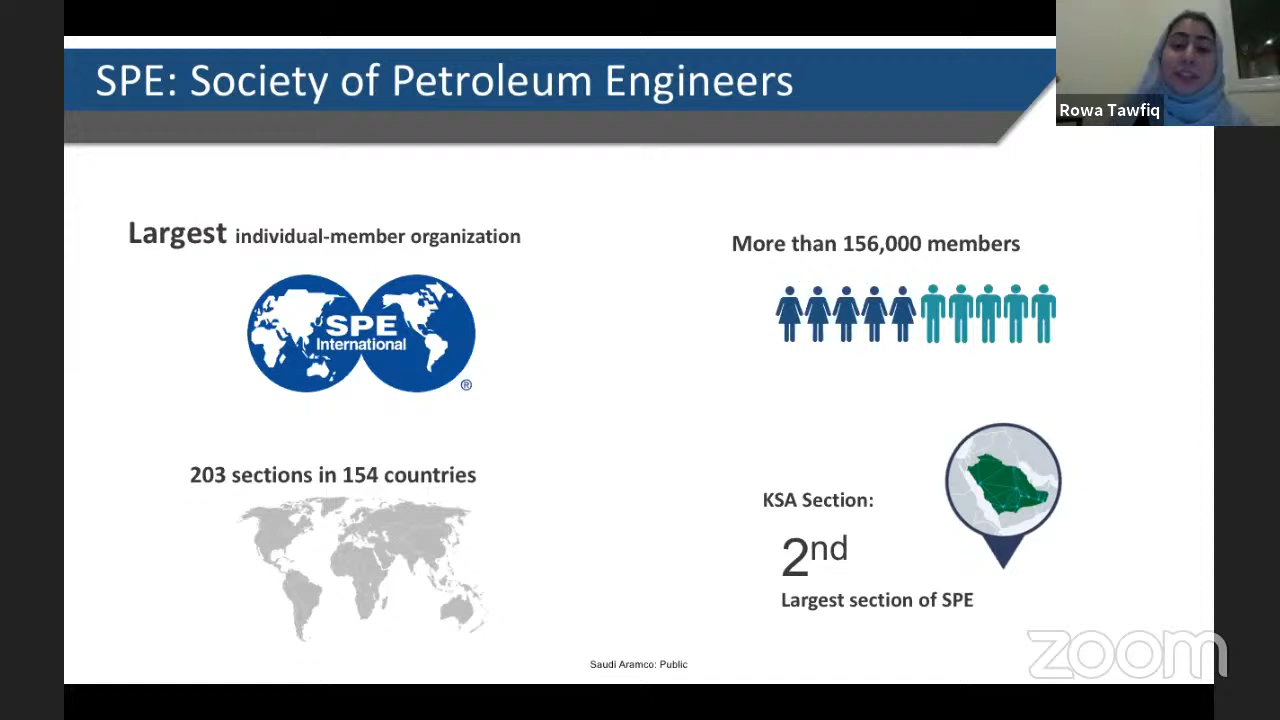 SPE: Society of Petroleum Engineers
Rowa Tawfiq
Largest individual-member organization
SPE
International
®
More than 156,000 members
203 sections in 154 countries
KSA Section:
2nd
Largest section of SPE
Saudi Aramco: Public
zoom